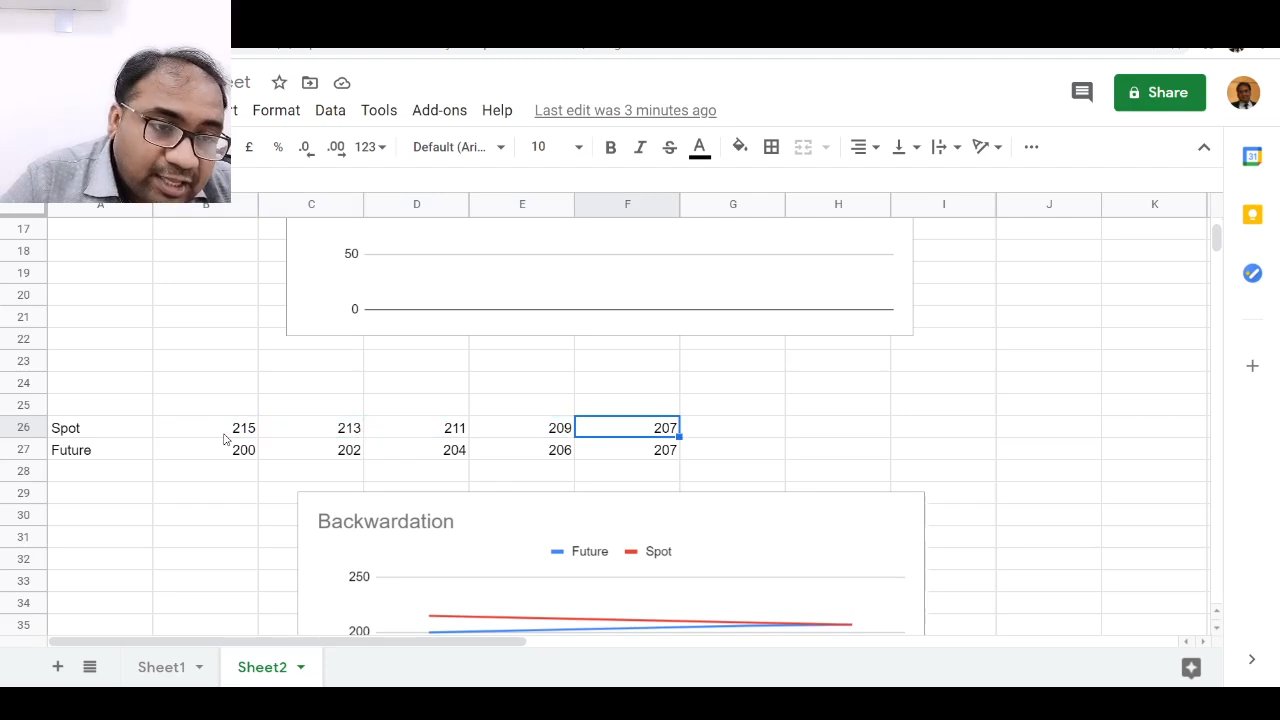 eet
Format Data Tools Add-ons Help Last edit was 3 minutes ago
Share
£ % .0 .00 123 Default (Ari... 10 B I S A
31
A B C D E F G H I J K
17
18 50
19
20
21 0
22
23
24
25
26 Spot 215 213 211 209 207
27 Future 200 202 204 206 207
28
29
30 Backwardation
31
32 Future Spot
33 250
34
35 200
Sheet1 Sheet2